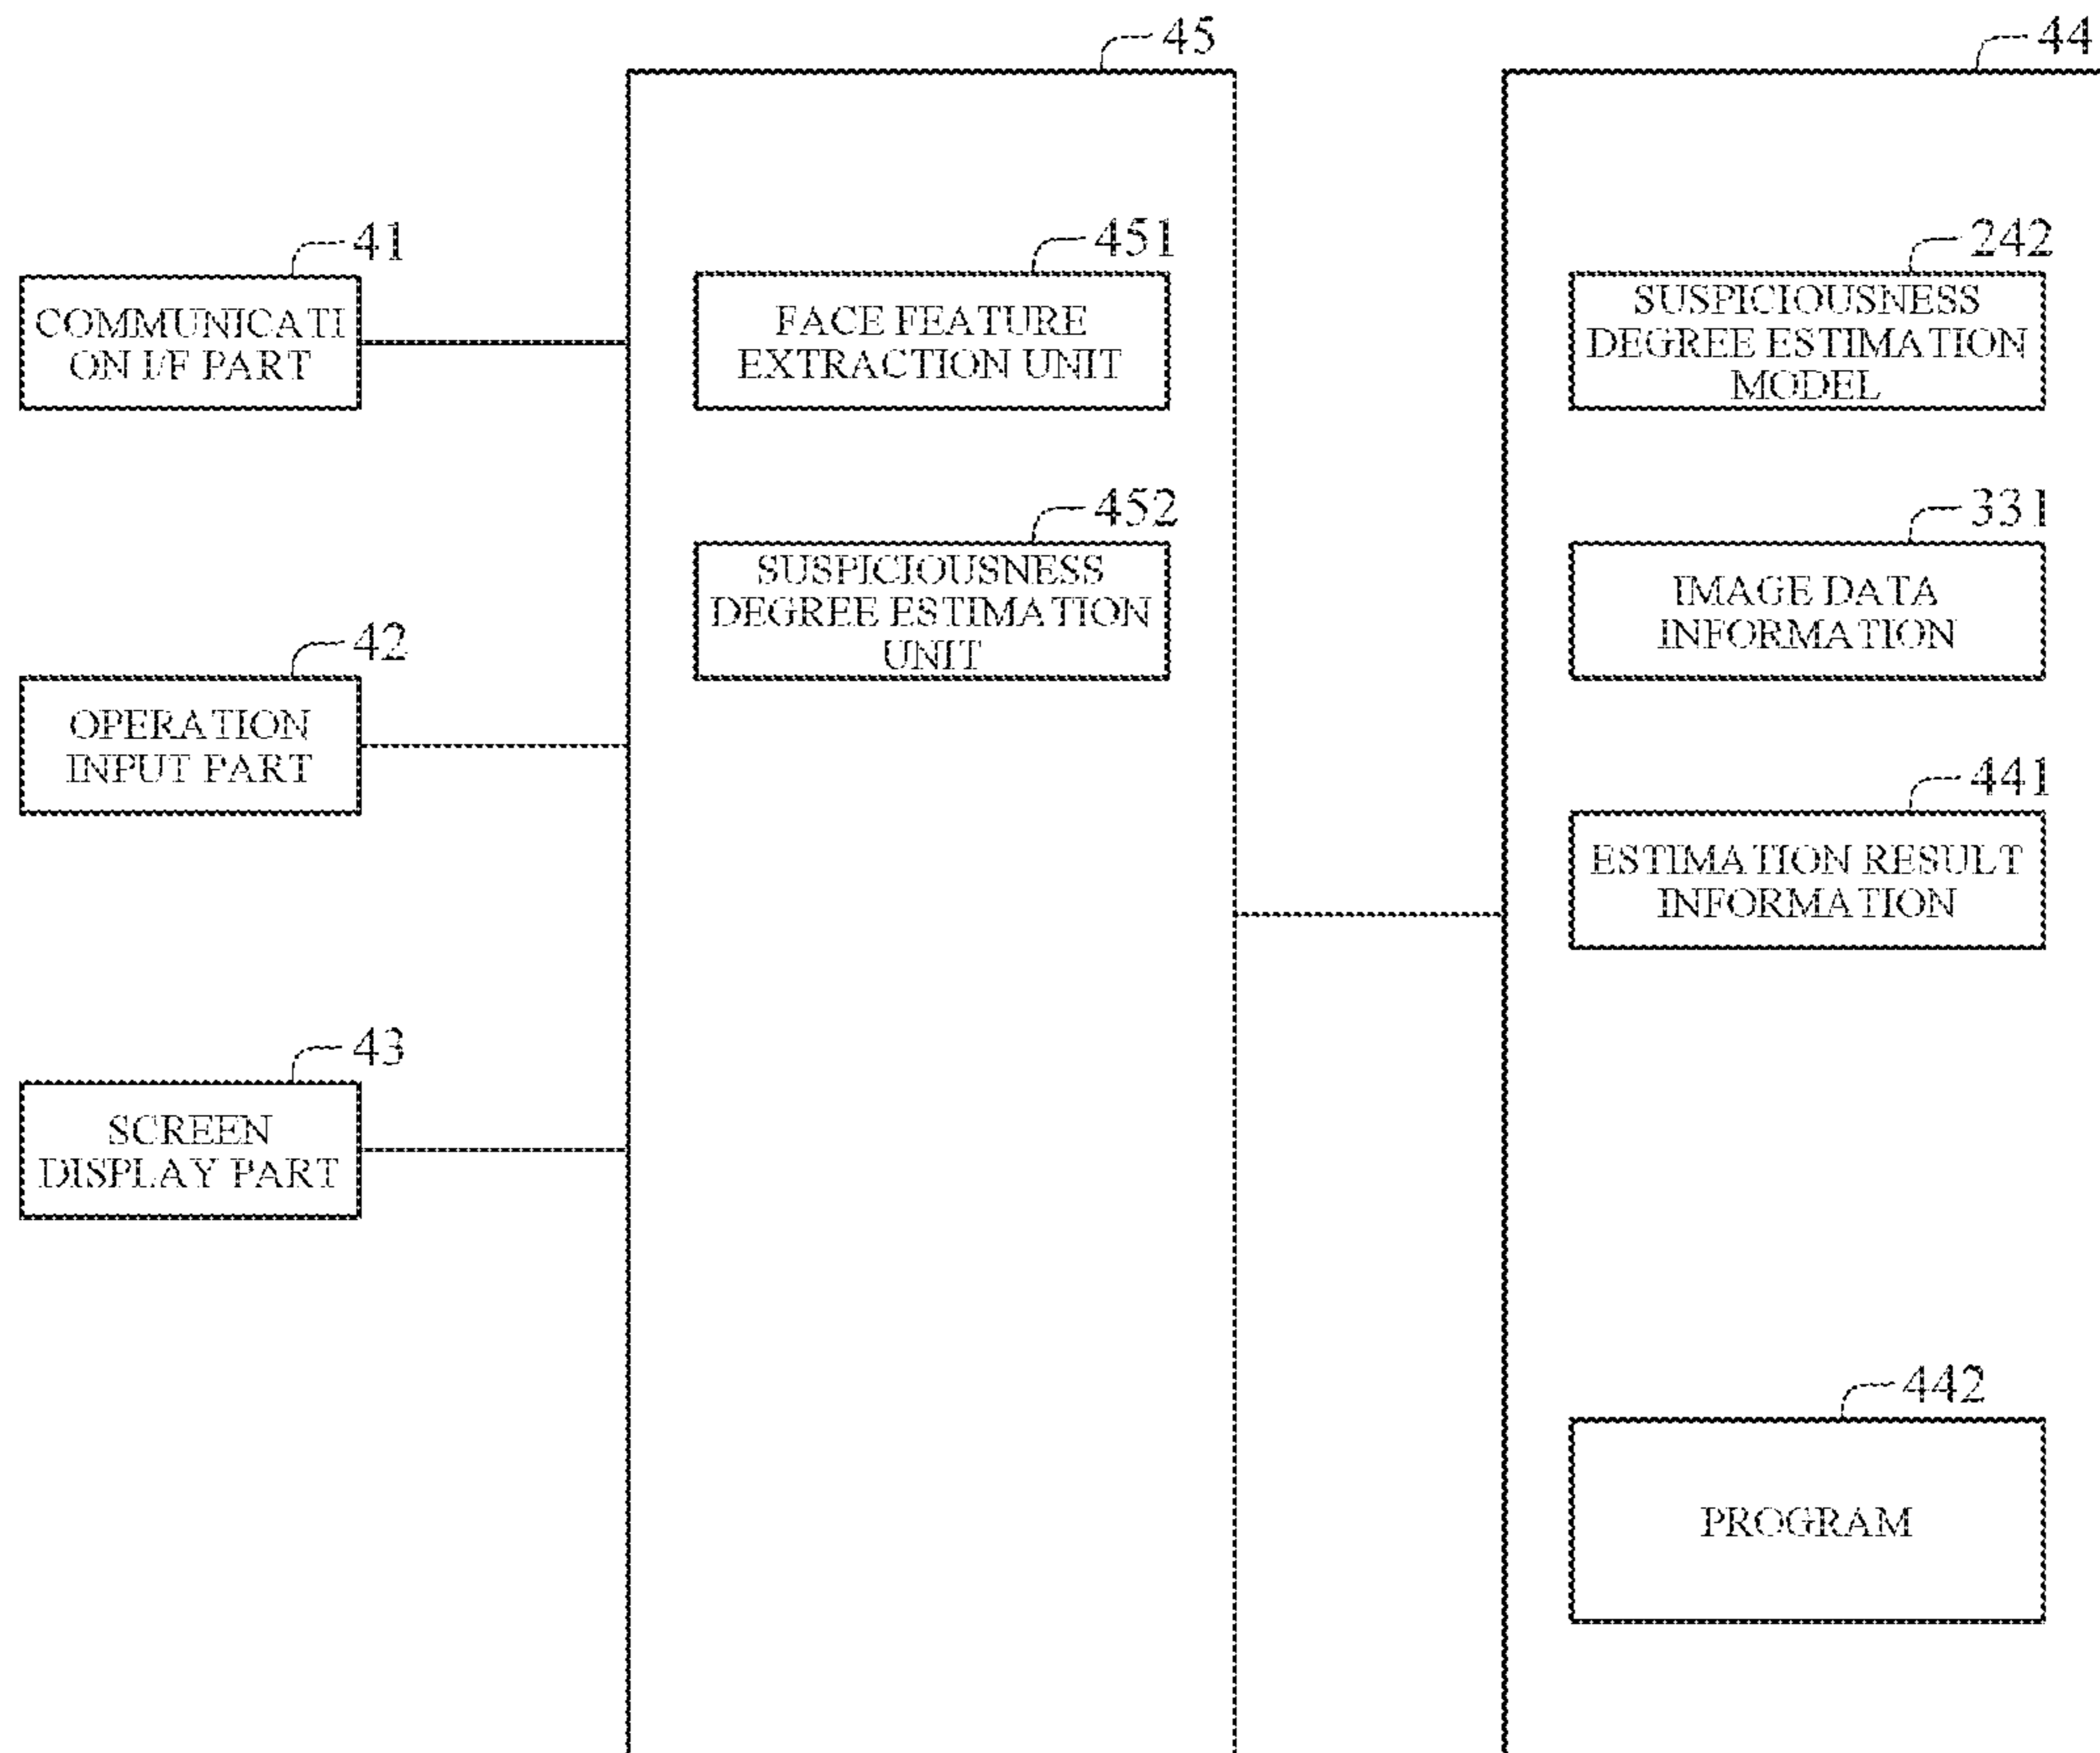 45
44
41
COMMUNICATI
ON I/F PART
451
FACE FEATURE
EXTRACTION UNIT
242
SUSPICIOUSNESS
DEGREE ESTIMATION
MODEL
452
SUSPICIOUSNESS
DEGREE ESTIMATION
UNIT
331
IMAGE DATA
INFORMATION
42
OPERATION
INPUT PART
441
ESTIMATION RESULT
INFORMATION
43
SCREEN
DISPLAY PART
442
PROGRAM